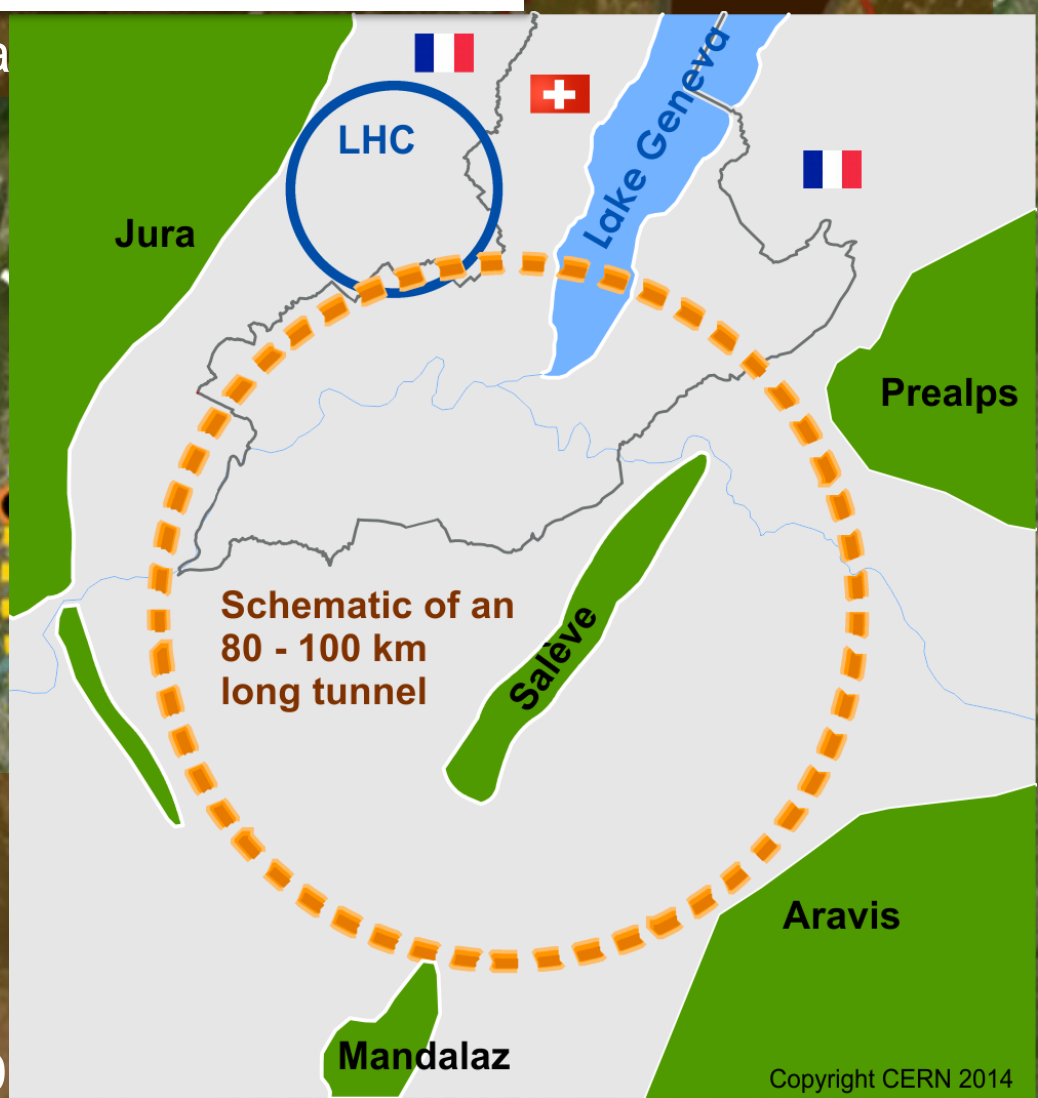 LHC
Lake Geneva
Jura
Prealps
Schematic of an
80 - 100 km
long tunnel
Salève
Aravis
Mandalaz
Copyright CERN 2014